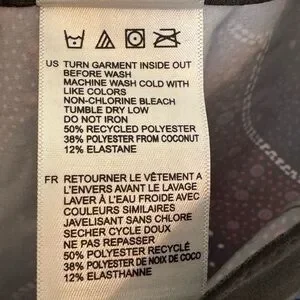 US TURN GARMENT INSIDE OUT
BEFORE WASH
MACHINE WASH COLD WITH
LIKE COLORS
NON-CHLORINE BLEACH
TUMBLE DRY LOW
DO NOT IRON
50% RECYCLED POLYESTER
38% POLYESTER FROM COCONUT
12% ELASTANE
FR RETOURNER LE VÊTEMENT A
L'ENVERS AVANT LE LAVAGE
LAVER À L'EAU FROIDE AVEC
COULEURS SIMILAIRES
JAVELISANT SANS CHLORE
SECHER CYCLE DOUX
NE PAS REPASSER
50% POLYESTER RECYCLÉ
38% POLYESTER DE NOIX DE COCO
12% ELASTHANNE